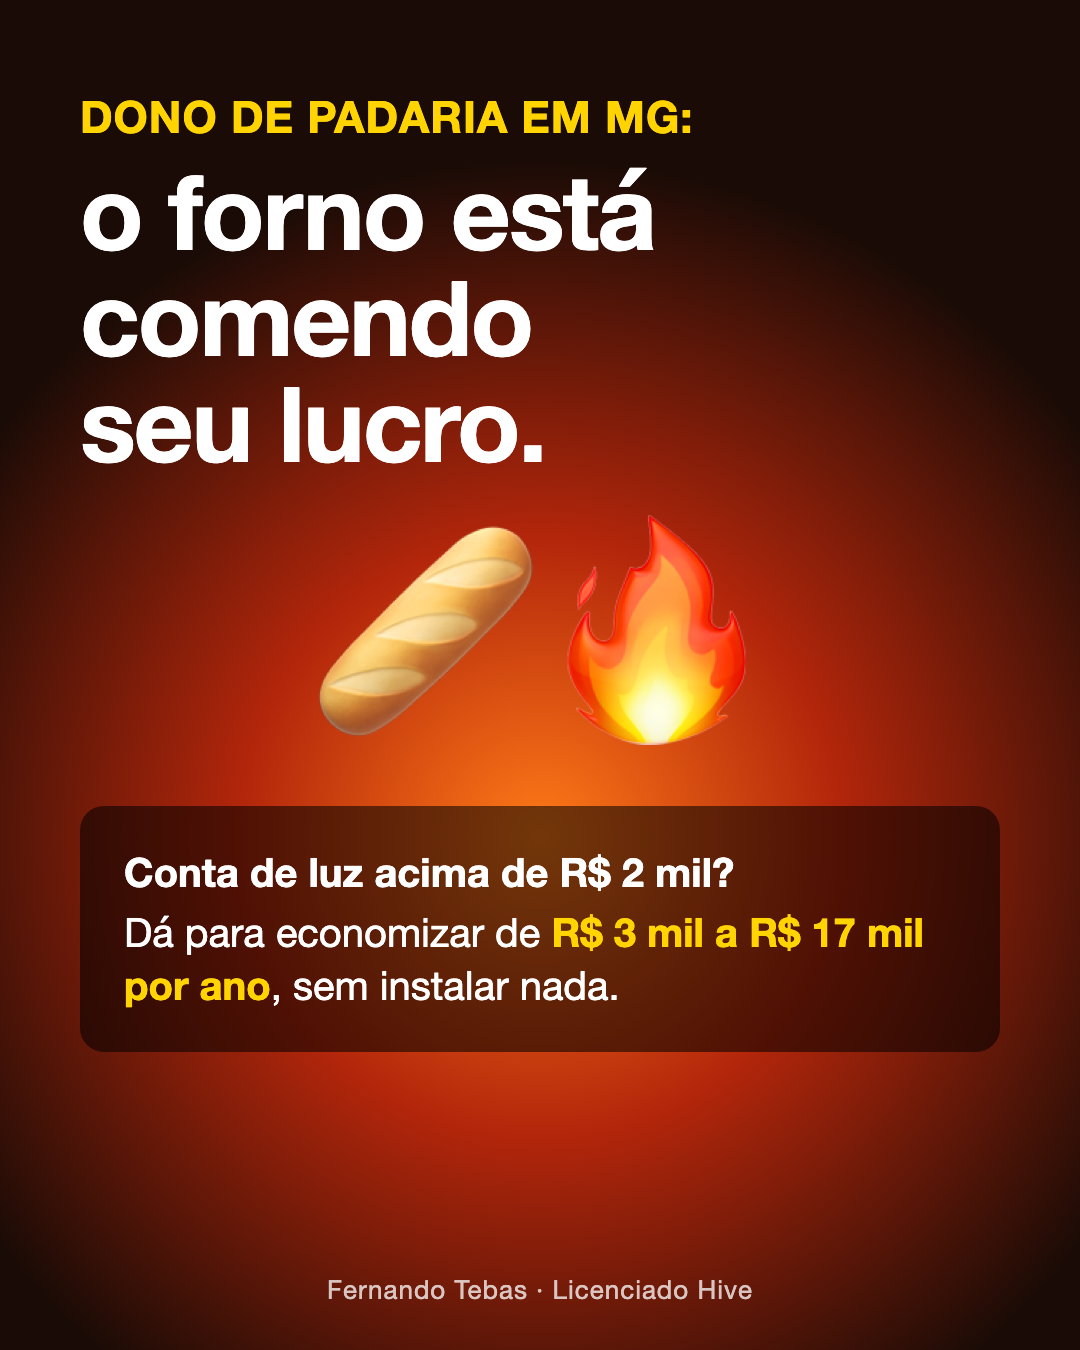 DONO DE PADARIA EM MG:
o forno está
comendo
seu lucro.
Conta de luz acima de R$ 2 mil?
Dá para economizar de R$ 3 mil a R$ 17 mil
por ano, sem instalar nada.
Fernando Tebas · Licenciado Hive